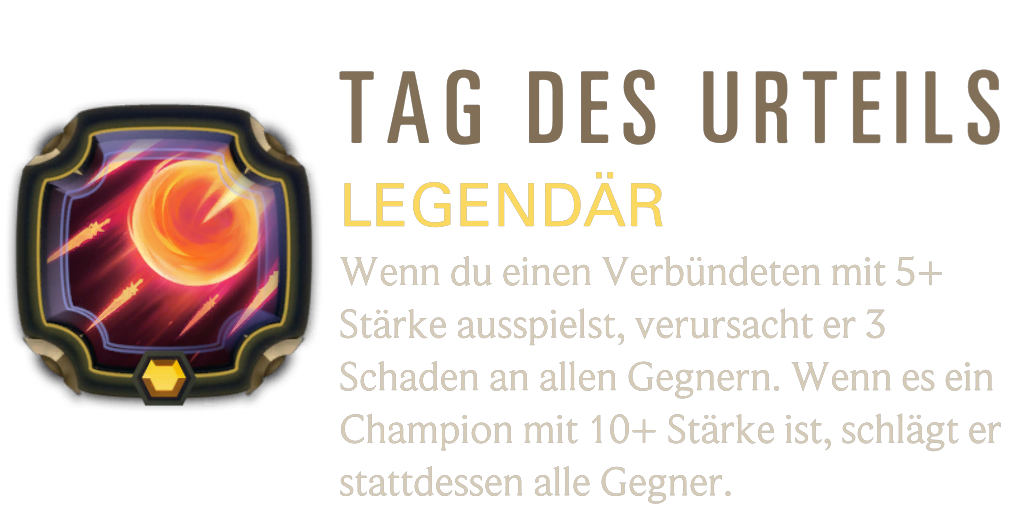 TAG DES URTEILS
LEGENDÄR
Wenn du einen Verbündeten mit 5+
Stärke ausspielst, verursacht er 3
Schaden an allen Gegnern. Wenn es ein
Champion mit 10+ Stärke ist, schlägt er
stattdessen alle Gegner.